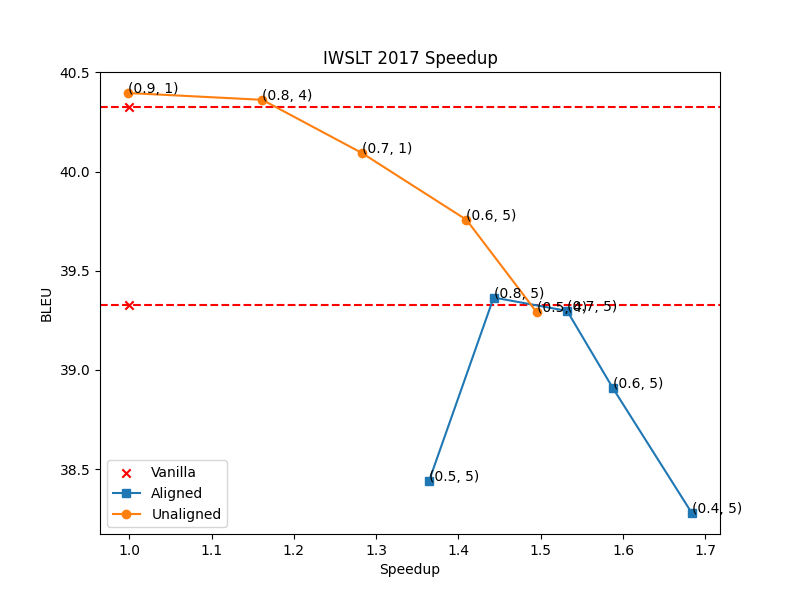 IWSLT 2017 Speedup
40.5
40.0
39.5
39.0
38.5
BLEU
(0.9, 1)
(0.8, 4)
(0.7, 1)
(0.6, 5)
(0.8, 5)
(0.5, 4)
(0.7, 5)
(0.6, 5)
(0.5, 5)
(0.4, 5)
Vanilla
Aligned
Unaligned
1.0 1.1 1.2 1.3 1.4 1.5 1.6 1.7
Speedup